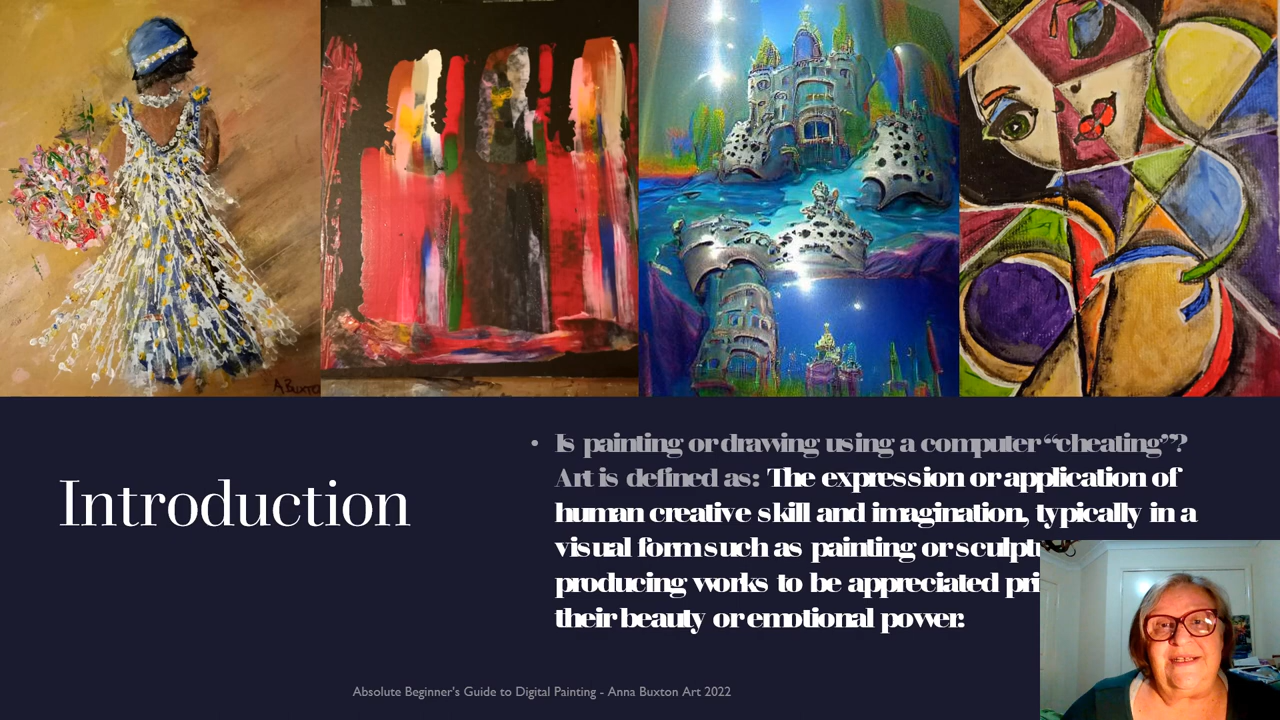 A.Buxto
Introduction
• Is painting or drawing using a computer “cheating”?
Art is defined as: The expression or application of
human creative skill and imagination, typically in a
visual form such as painting or sculpt
producing works to be appreciated pri
their beauty or emotional power.
Absolute Beginner's Guide to Digital Painting - Anna Buxton Art 2022